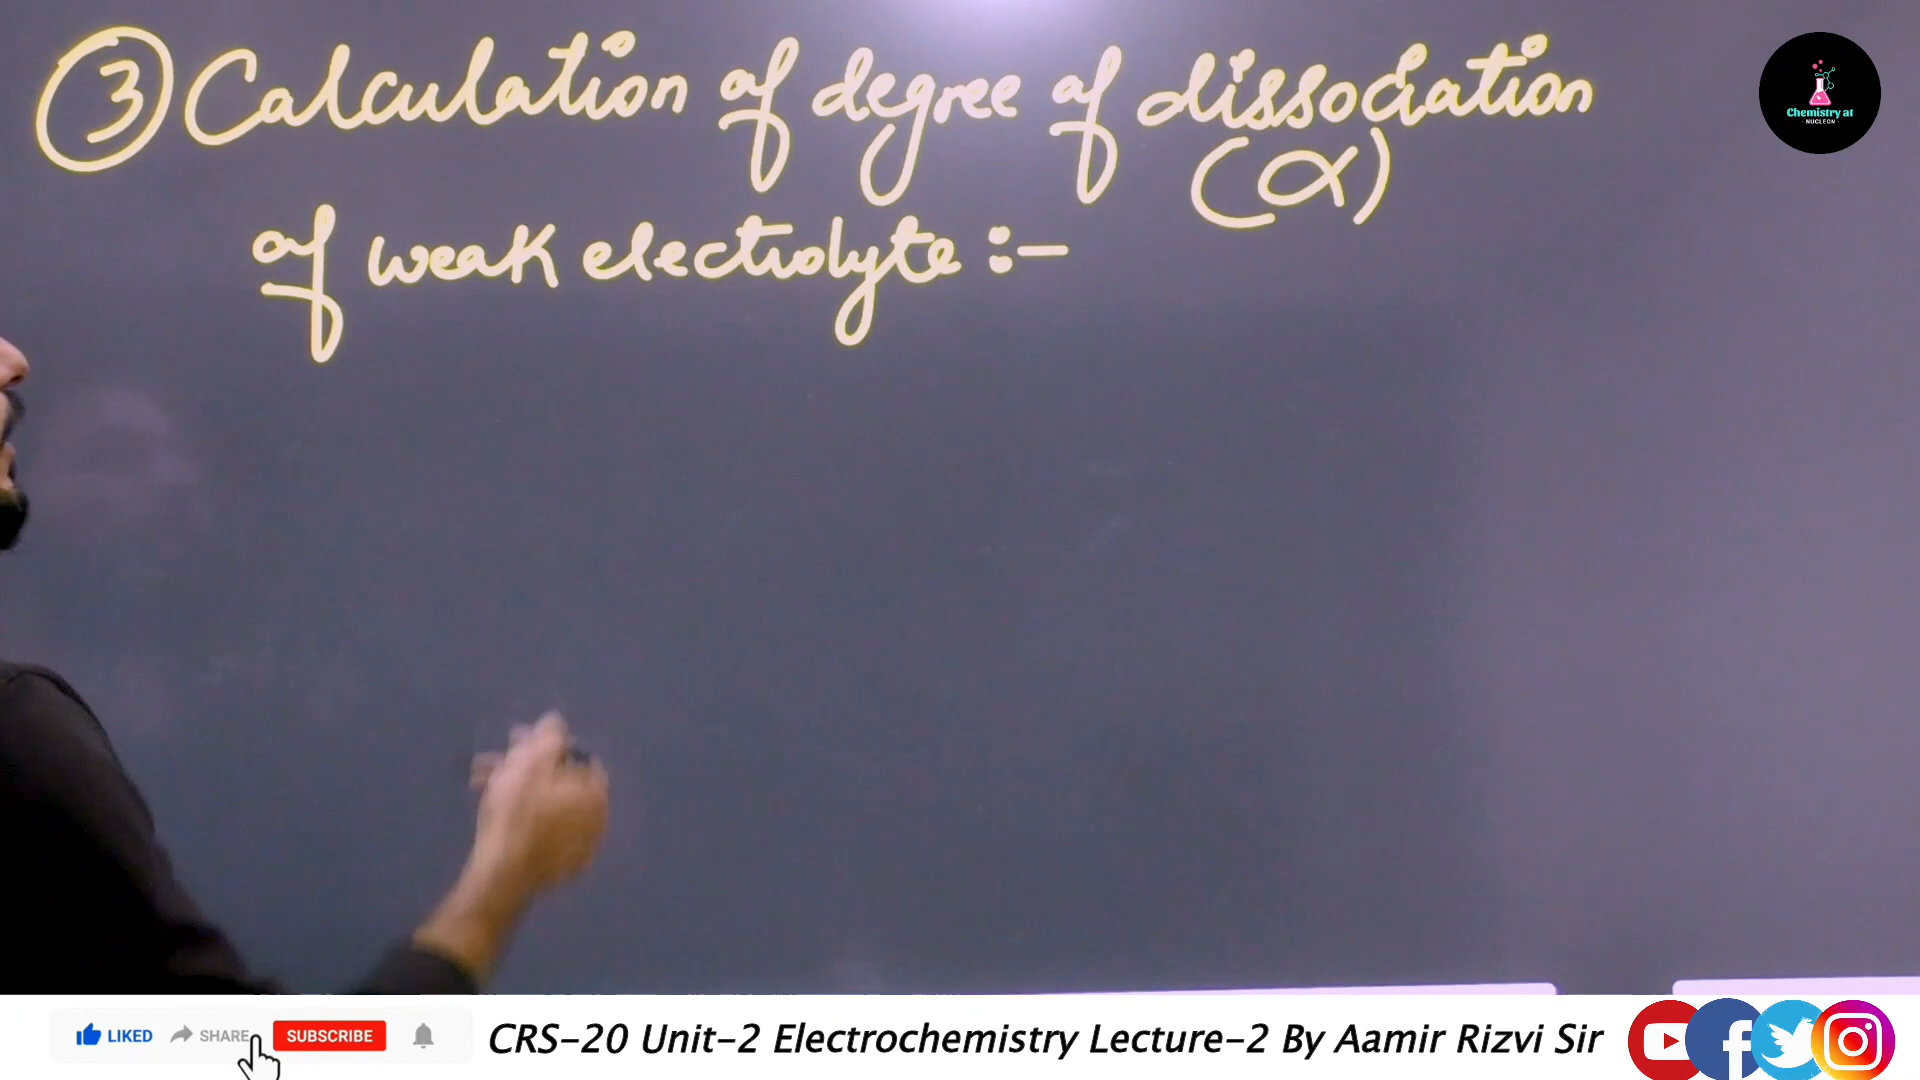 ③ Calculation of degree of dissociation
(α)
of weak electrolyte :-
Chemistry at
· NUCLEON ·
LIKED SHARE SUBSCRIBE
CRS-20 Unit-2 Electrochemistry Lecture-2 By Aamir Rizvi Sir